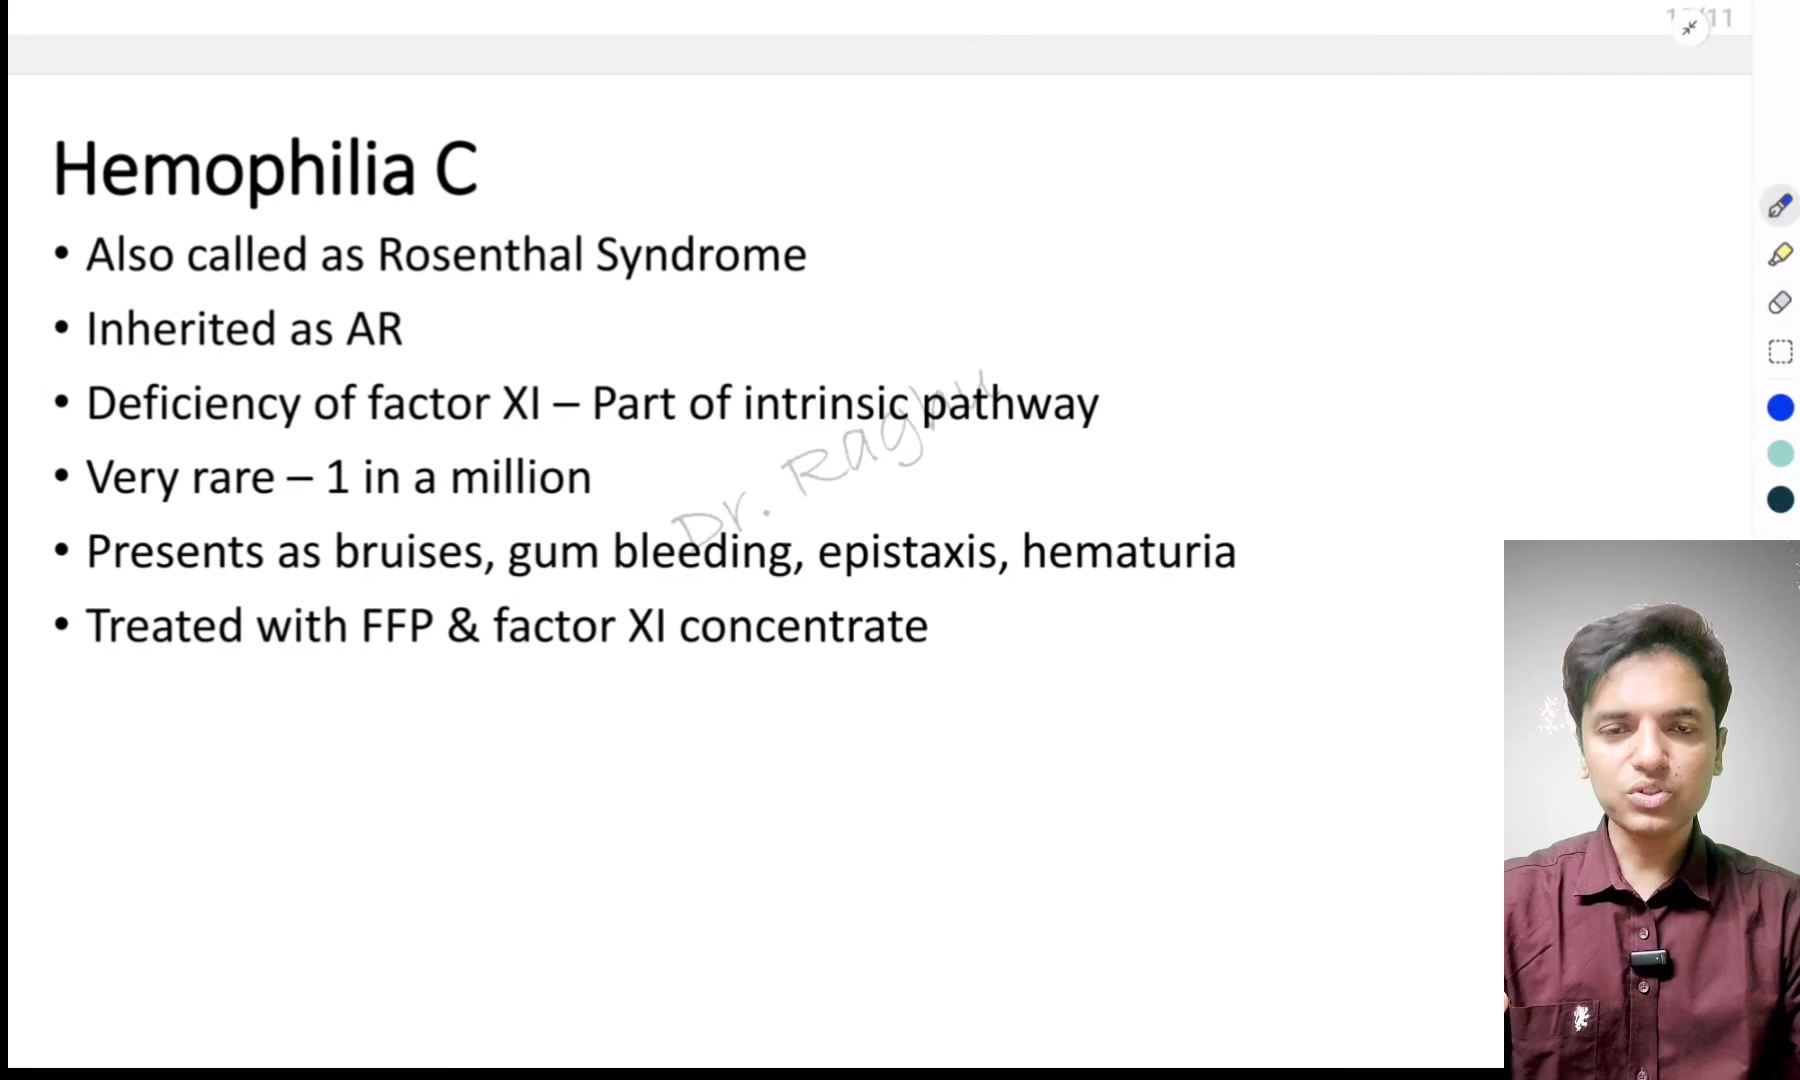 Hemophilia C
• Also called as Rosenthal Syndrome
• Inherited as AR
• Deficiency of factor XI – Part of intrinsic pathway
• Very rare – 1 in a million
• Presents as bruises, gum bleeding, epistaxis, hematuria
• Treated with FFP & factor XI concentrate
Dr. Raghu